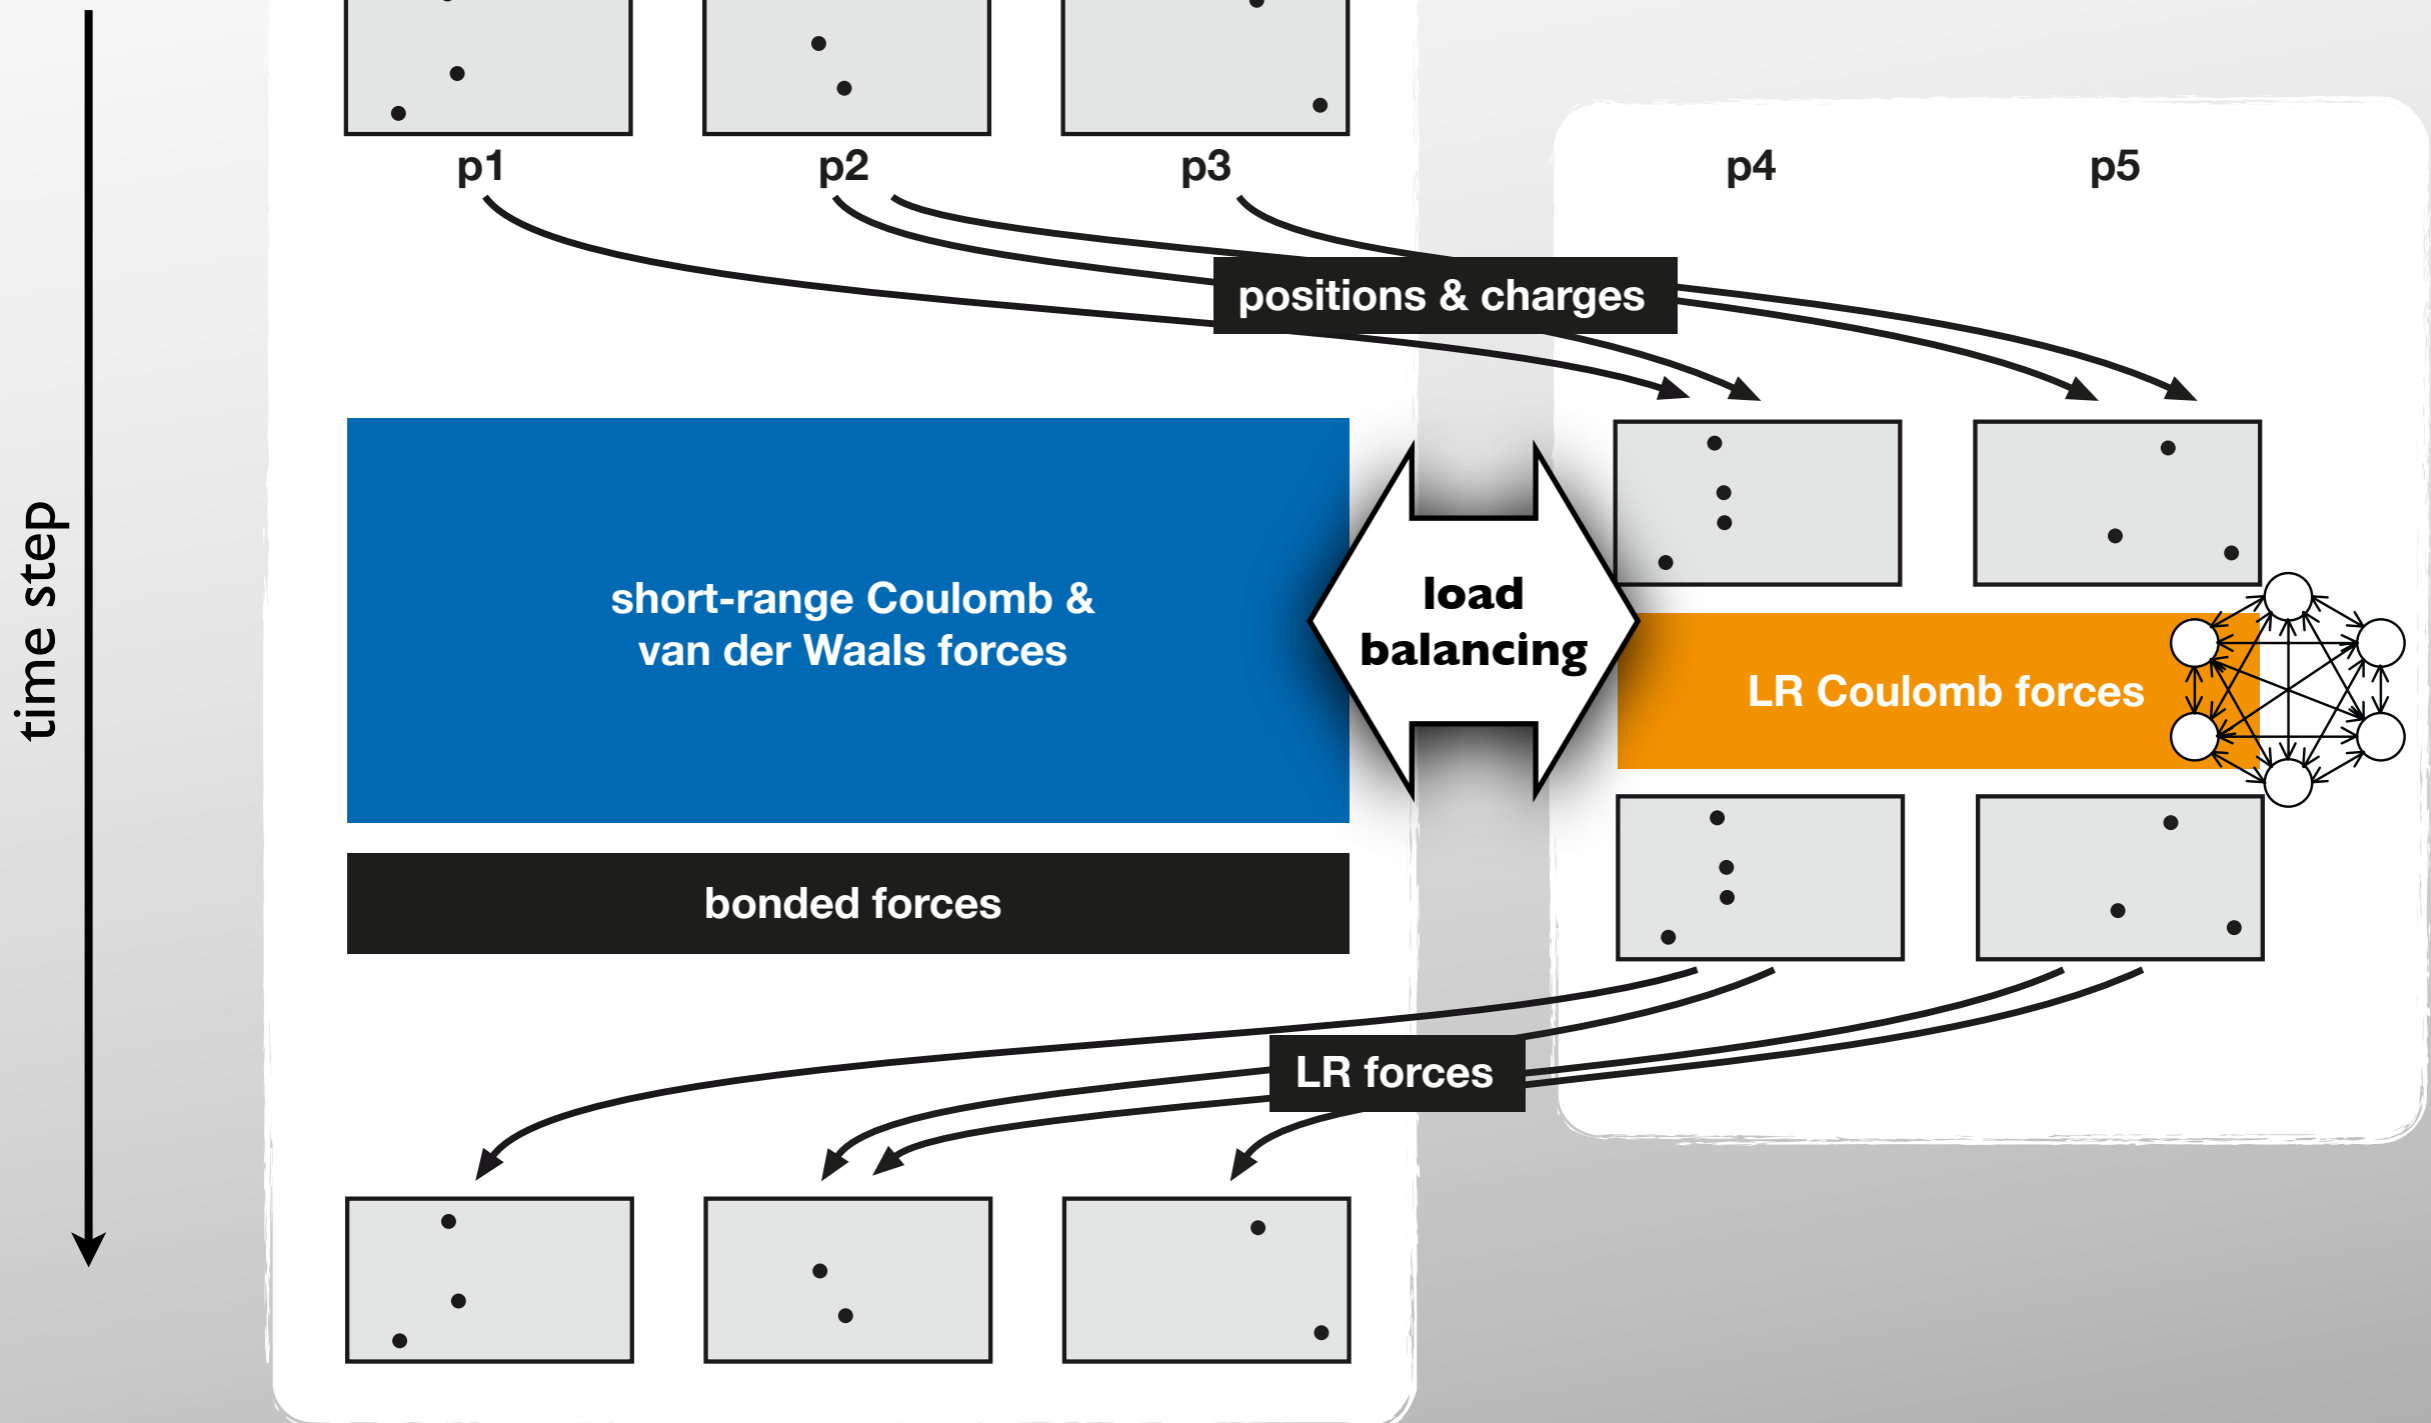 p1
p2
p3
p4
p5
positions & charges
time step
short-range Coulomb &
van der Waals forces
load
balancing
LR Coulomb forces
bonded forces
LR forces